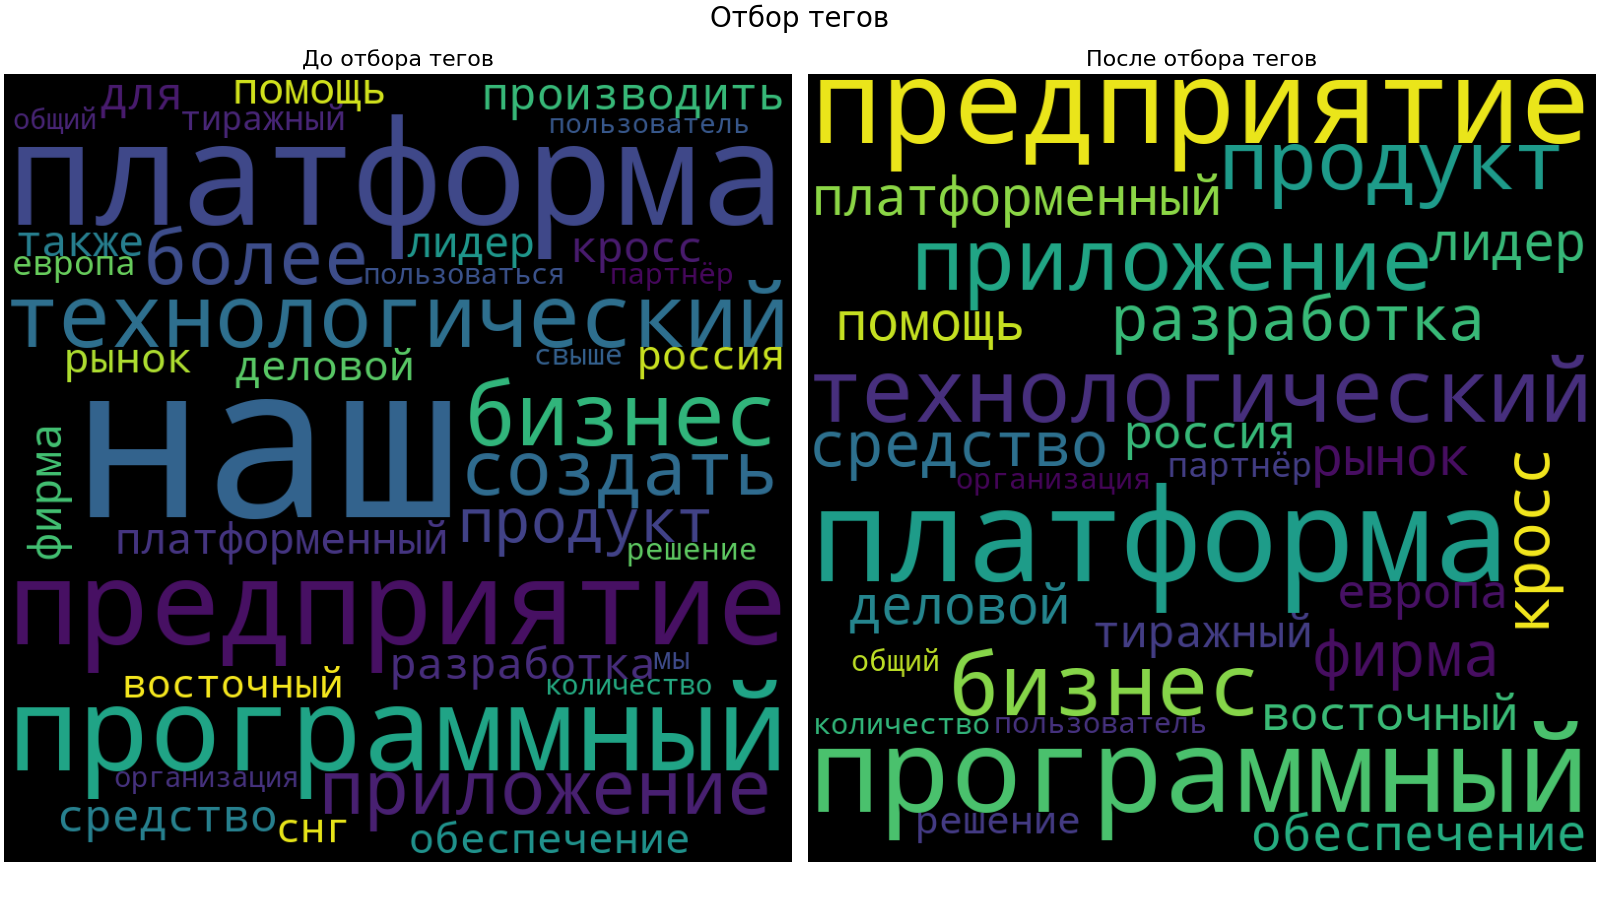 Отбор тегов
До отбора тегов
для
помощь
производить
общий
тиражный
пользователь
платформа
также
более
лидер
кросс
европа
пользоваться
партнёр
технологический
рынок
деловой
свыше
россия
наш
бизнес
фирма
создать
платформенный
продукт
решение
предприятие
разработка
мы
восточный
количество
программный
организация
приложение
средство
снг
обеспечение
После отбора тегов
предприятие
продукт
платформенный
лидер
приложение
помощь
разработка
технологический
средство
россия
рынок
партнёр
организация
кросс
платформа
европа
деловой
тиражный
фирма
общий
бизнес
восточный
количество
пользователь
программный
решение
обеспечение